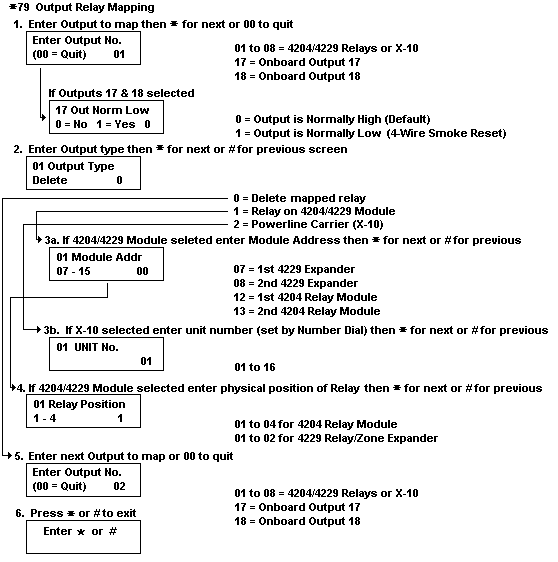 *79 Output Relay Mapping
1. Enter Output to map then * for next or 00 to quit
Enter Output No.
(00 = Quit) 01
01 to 08 = 4204/4229 Relays or X-10
17 = Onboard Output 17
18 = Onboard Output 18
If Outputs 17 & 18 selected
17 Out Norm Low
0 = No 1 = Yes 0
0 = Output is Normally High (Default)
1 = Output is Normally Low (4-Wire Smoke Reset)
2. Enter Output type then * for next or # for previous screen
01 Output Type
Delete 0
0 = Delete mapped relay
1 = Relay on 4204/4229 Module
2 = Powerline Carrier (X-10)
3a. If 4204/4229 Module seleted enter Module Address then * for next or # for previous
01 Module Addr
07 - 15 00
07 = 1st 4229 Expander
08 = 2nd 4229 Expander
12 = 1st 4204 Relay Module
13 = 2nd 4204 Relay Module
3b. If X-10 selected enter unit number (set by Number Dial) then * for next or # for previous
01 UNIT No.
01
01 to 16
4. If 4204/4229 Module selected enter physical position of Relay then * for next or # for previous
01 Relay Position
1 - 4 1
01 to 04 for 4204 Relay Module
01 to 02 for 4229 Relay/Zone Expander
5. Enter next Output to map or 00 to quit
Enter Output No.
(00 = Quit) 02
01 to 08 = 4204/4229 Relays or X-10
17 = Onboard Output 17
18 = Onboard Output 18
6. Press * or # to exit
Enter * or #